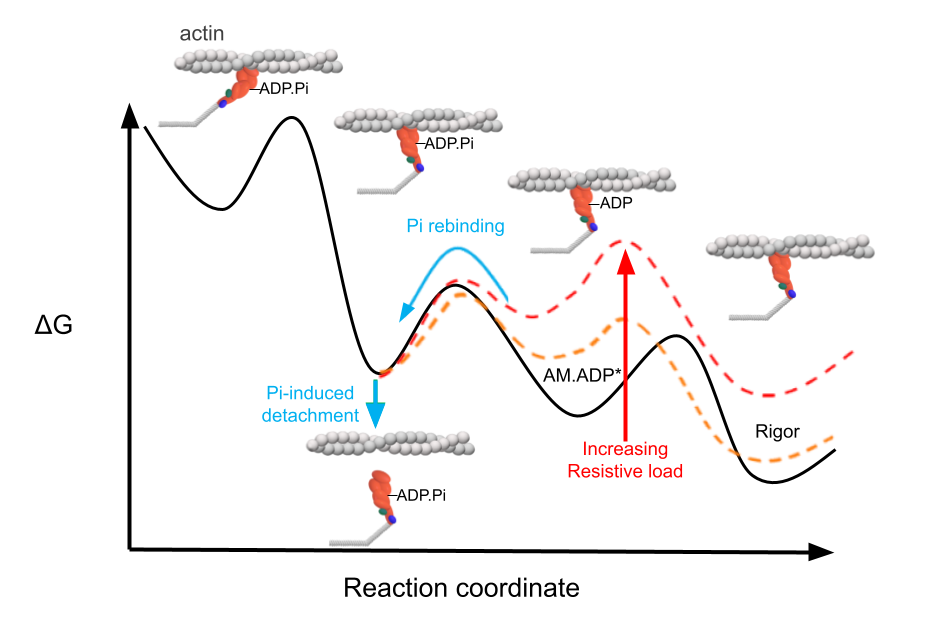 actin
ADP.Pi
ADP.Pi
ADP
Pi rebinding
ΔG
AM.ADP*
Pi-induced
detachment
Increasing
Resistive load
Rigor
ADP.Pi
Reaction coordinate